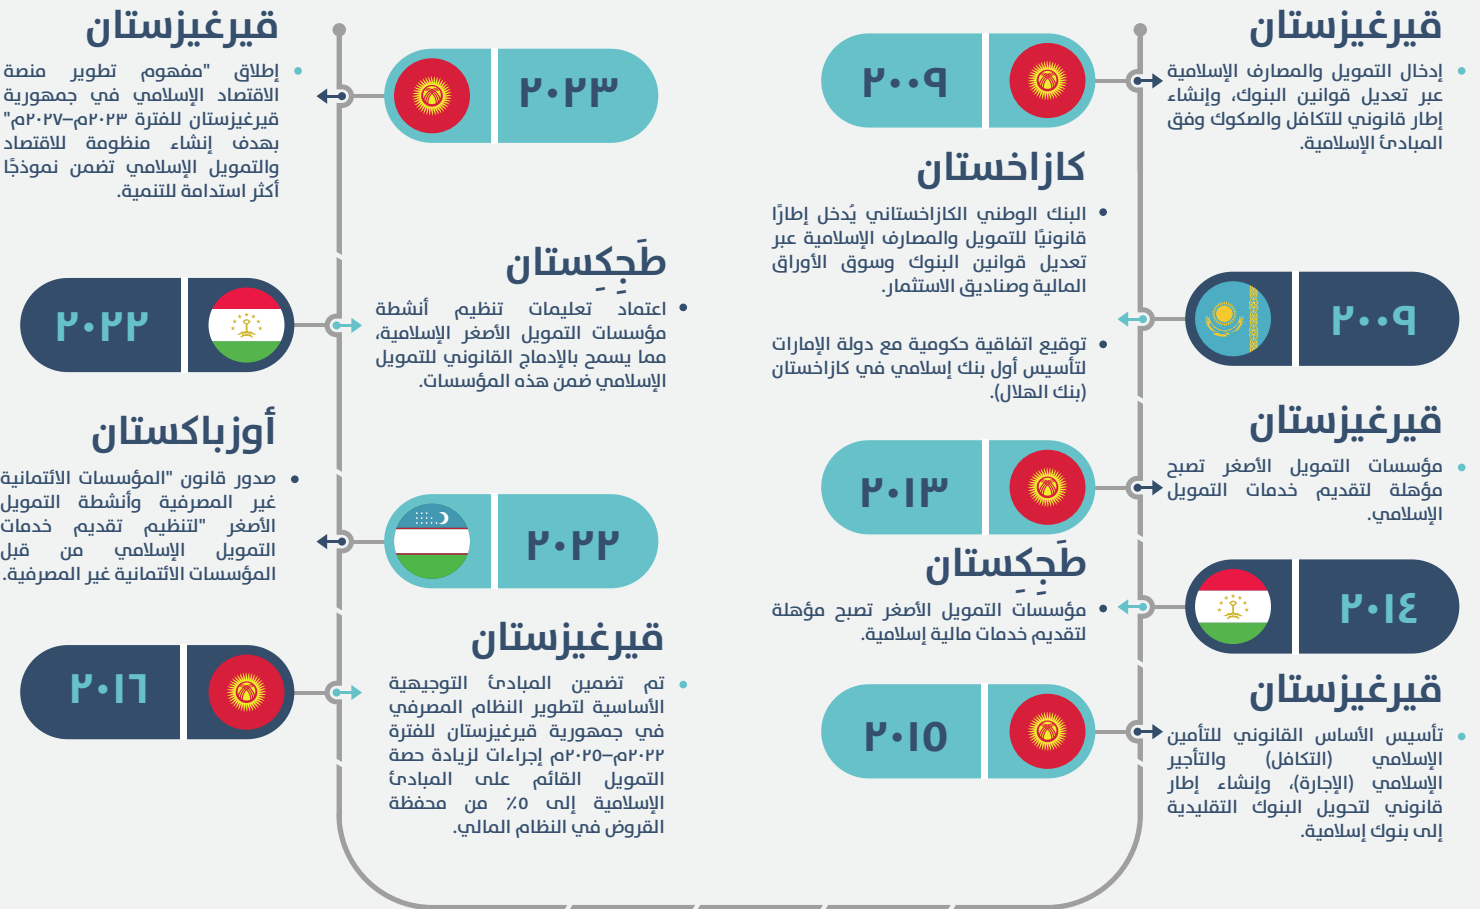 قيرغيزستان
٢٠٠٩
إدخال التمويل والمصارف الإسلامية
عبر تعديل قوانين البنوك، وإنشاء
إطار قانوني للتكافل والصكوك وفق
المبادئ الإسلامية.
كازاخستان
٢٠٠٩
البنك الوطني الكازاخستاني يُدخل إطارًا
قانونيًا للتمويل والمصارف الإسلامية عبر
تعديل قوانين البنوك وسوق الأوراق
المالية وصناديق الاستثمار.
توقيع اتفاقية حكومية مع دولة الإمارات
لتأسيس أول بنك إسلامي في كازاخستان
(بنك الهلال).
قيرغيزستان
٢٠١٣
مؤسسات التمويل الأصغر تصبح
مؤهلة لتقديم خدمات التمويل
الإسلامي.
طَجِكِستان
٢٠١٤
مؤسسات التمويل الأصغر تصبح مؤهلة
لتقديم خدمات مالية إسلامية.
قيرغيزستان
٢٠١٥
تأسيس الأساس القانوني للتأمين
الإسلامي (التكافل) والتأجير
الإسلامي (الإجارة)، وإنشاء إطار
قانوني لتحويل البنوك التقليدية
إلى بنوك إسلامية.
قيرغيزستان
٢٠١٦
تم تضمين المبادئ التوجيهية
الأساسية لتطوير النظام المصرفي
في جمهورية قيرغيزستان للفترة
٢٠٢٢م–٢٠٢٥م إجراءات لزيادة حصة
التمويل القائم على المبادئ
الإسلامية إلى ٥٪ من محفظة
القروض في النظام المالي.
أوزباكستان
٢٠٢٢
صدور قانون "المؤسسات الائتمانية
غير المصرفية وأنشطة التمويل
الأصغر "لتنظيم تقديم خدمات
التمويل الإسلامي من قبل
المؤسسات الائتمانية غير المصرفية.
طَجِكِستان
٢٠٢٢
اعتماد تعليمات تنظيم أنشطة
مؤسسات التمويل الأصغر الإسلامية،
مما يسمح بالإدماج القانوني للتمويل
الإسلامي ضمن هذه المؤسسات.
قيرغيزستان
٢٠٢٣
إطلاق "مفهوم تطوير منصة
الاقتصاد الإسلامي في جمهورية
قيرغيزستان للفترة ٢٠٢٣م–٢٠٢٧م"
بهدف إنشاء منظومة للاقتصاد
والتمويل الإسلامي تضمن نموذجًا
أكثر استدامة للتنمية.